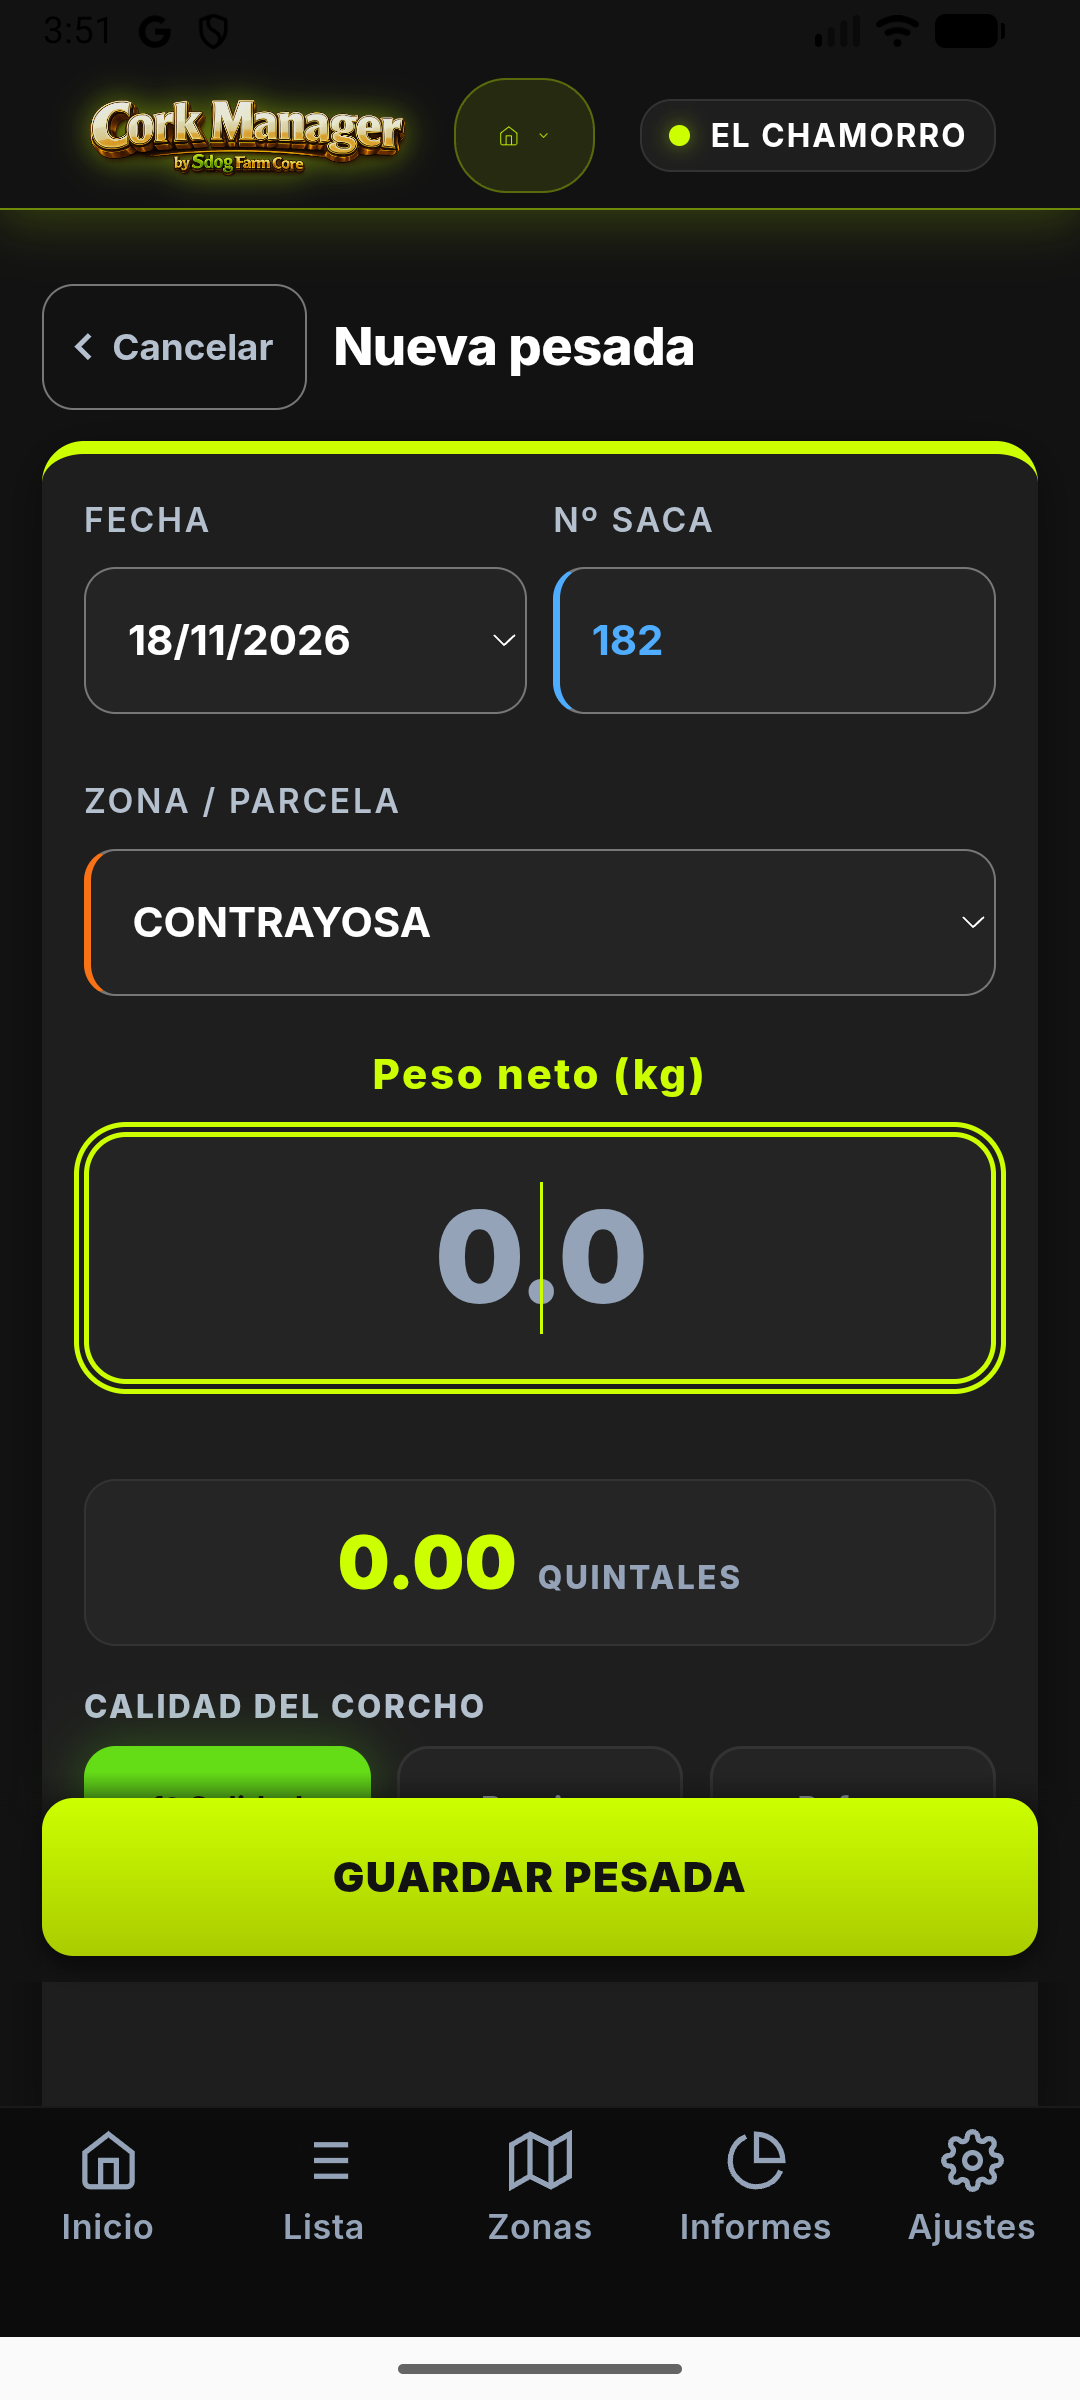 3:51
Cork Manager
by Sdog Farm Core
EL CHAMORRO
Cancelar
Nueva pesada
FECHA
Nº SACA
18/11/2026
182
ZONA / PARCELA
CONTRAYOSA
Peso neto (kg)
0.0
0.00 QUINTALES
CALIDAD DEL CORCHO
GUARDAR PESADA
Inicio
Lista
Zonas
Informes
Ajustes